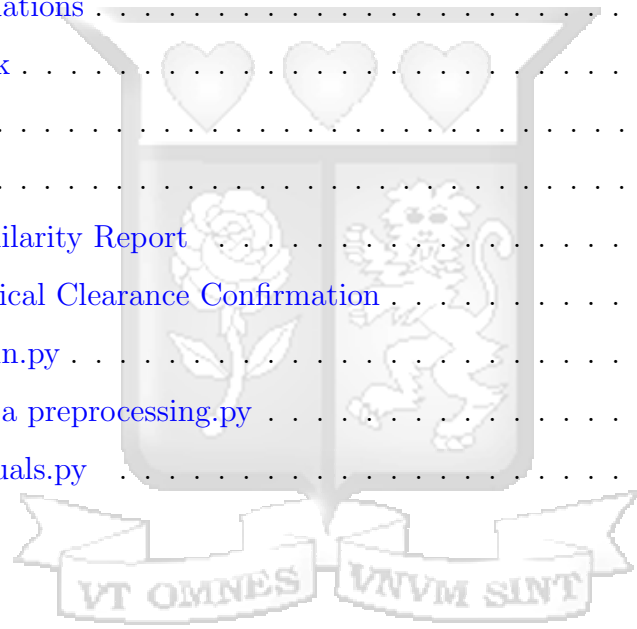 ations . . . . . . . . . . . . . . . . . . . . .
k . . . . . . . . . . . . . . . . . . . . . . . .
. . . . . . . . . . . . . . . . . . . . . . . .
. . . . . . . . . . . . . . . . . . . . . . . .
ilarity Report . . . . . . . . . . . . . . . .
ical Clearance Confirmation . . . . . . . . . .
n.py . . . . . . . . . . . . . . . . . . . . . .
a preprocessing.py . . . . . . . . . . . . . .
uals.py . . . . . . . . . . . . . . . . . . . .
VT OMNES VNVM SINT